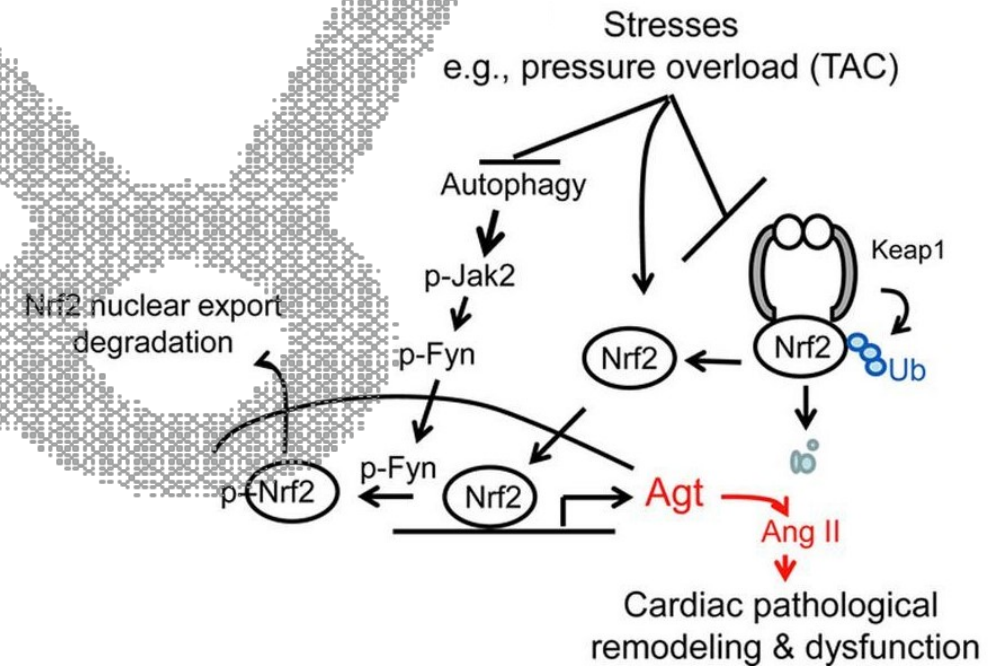 Stresses
e.g., pressure overload (TAC)
Autophagy
p-Jak2
Keap1
Nrf2 nuclear export
degradation
p-Fyn
Nrf2
Nrf2
Ub
p-Fyn
p-Nrf2
Nrf2
Agt
Ang II
Cardiac pathological
remodeling & dysfunction